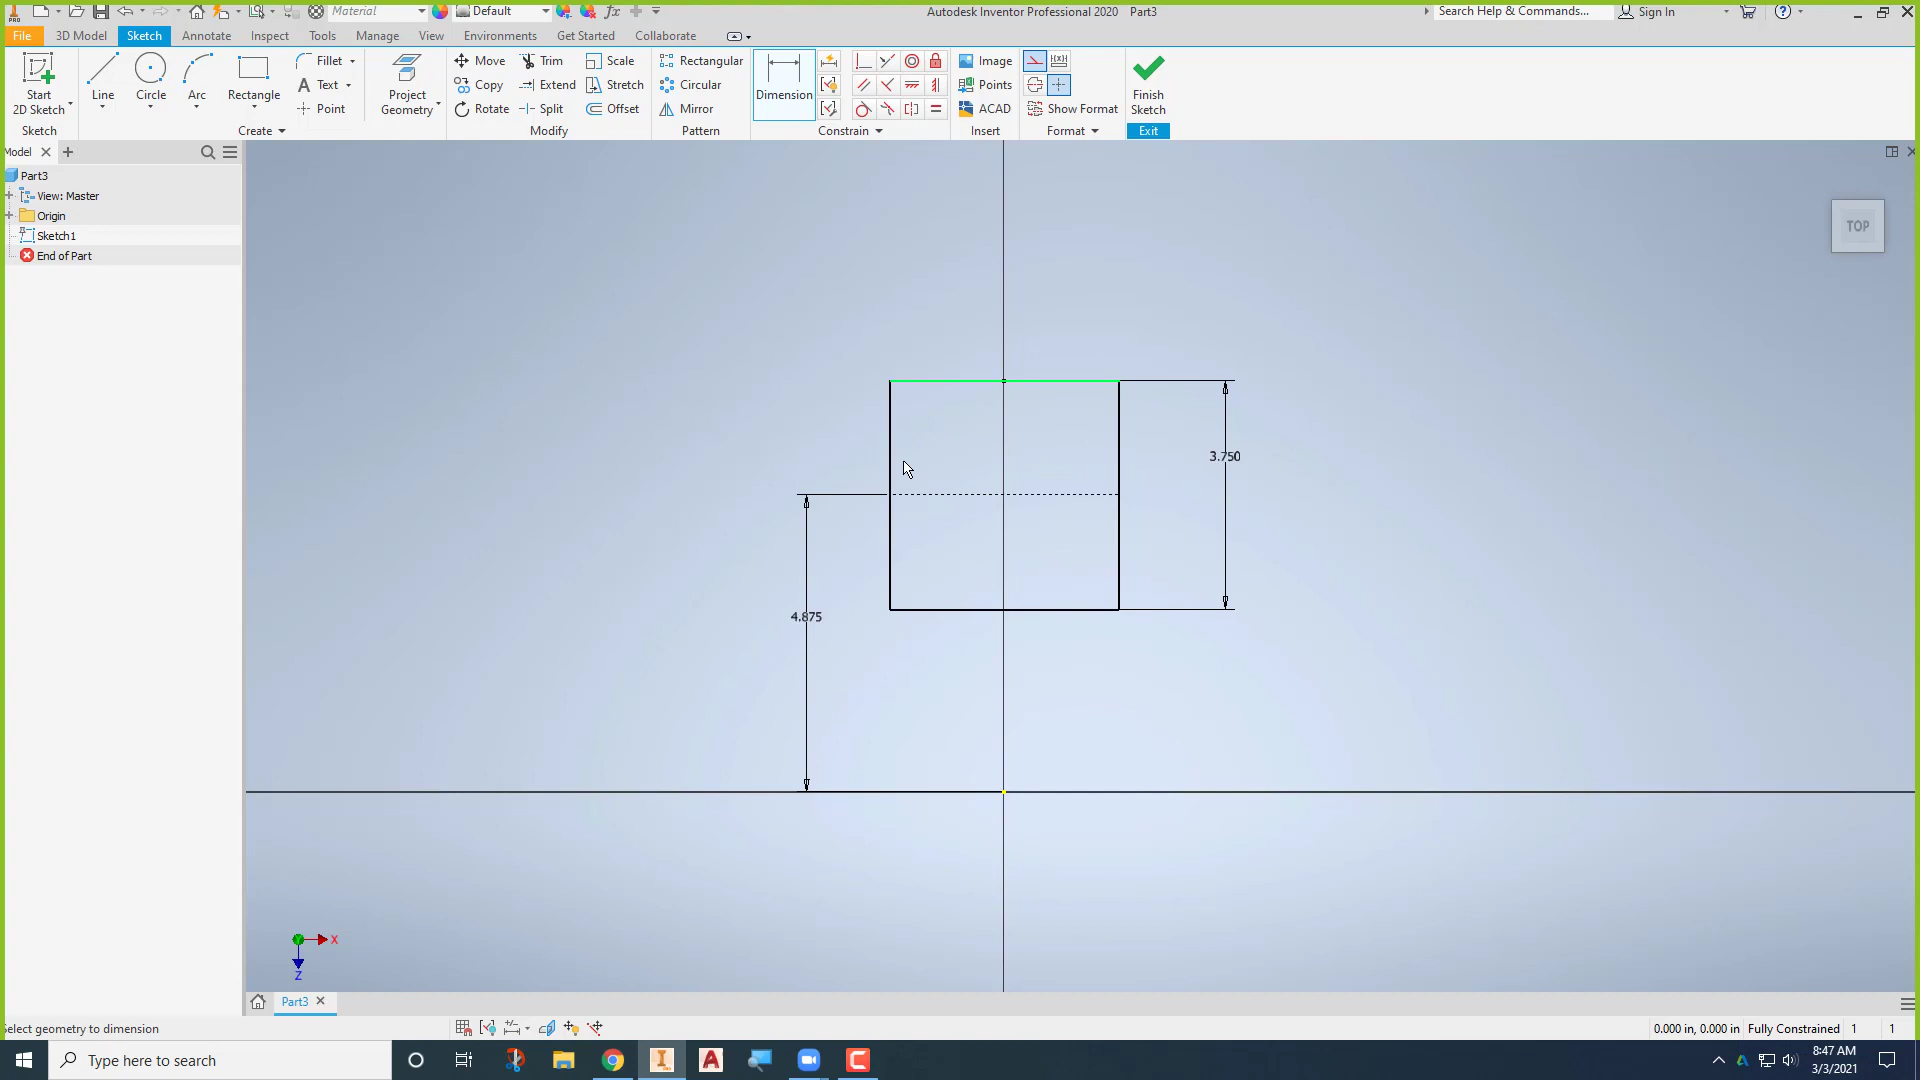 PRO Material Default fx Autodesk Inventor Professional 2020 Part3 Search Help & Commands... Sign In
File 3D Model Sketch Annotate Inspect Tools Manage View Environments Get Started Collaborate
Start 2D Sketch
Line
Circle
Arc
Rectangle
Fillet
Text
Point
Project Geometry
Move
Copy
Rotate
Trim
Extend
Split
Scale
Stretch
Offset
Rectangular
Circular
Mirror
Dimension
Image
Points
ACAD
Show Format
Finish Sketch
Sketch Create Modify Pattern Constrain Insert Format Exit
Model
Part3
View: Master
Origin
Sketch1
End of Part
TOP
3.750
4.875
X
Z
Part3
Select geometry to dimension
0.000 in, 0.000 in Fully Constrained 1 1
Type here to search
8:47 AM
3/3/2021